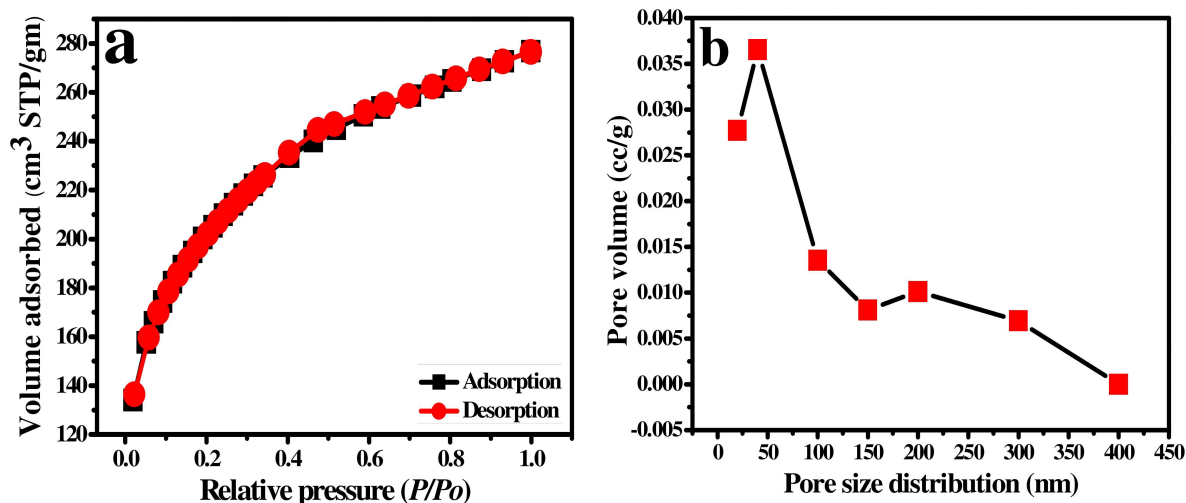 a
Volume adsorbed (cm³ STP/gm)
280
260
240
220
200
180
160
140
120
0.0 0.2 0.4 0.6 0.8 1.0
Relative pressure (P/Po)
Adsorption
Desorption
b
Pore volume (cc/g)
0.040
0.035
0.030
0.025
0.020
0.015
0.010
0.005
0.000
-0.005
0 50 100 150 200 250 300 350 400 450
Pore size distribution (nm)